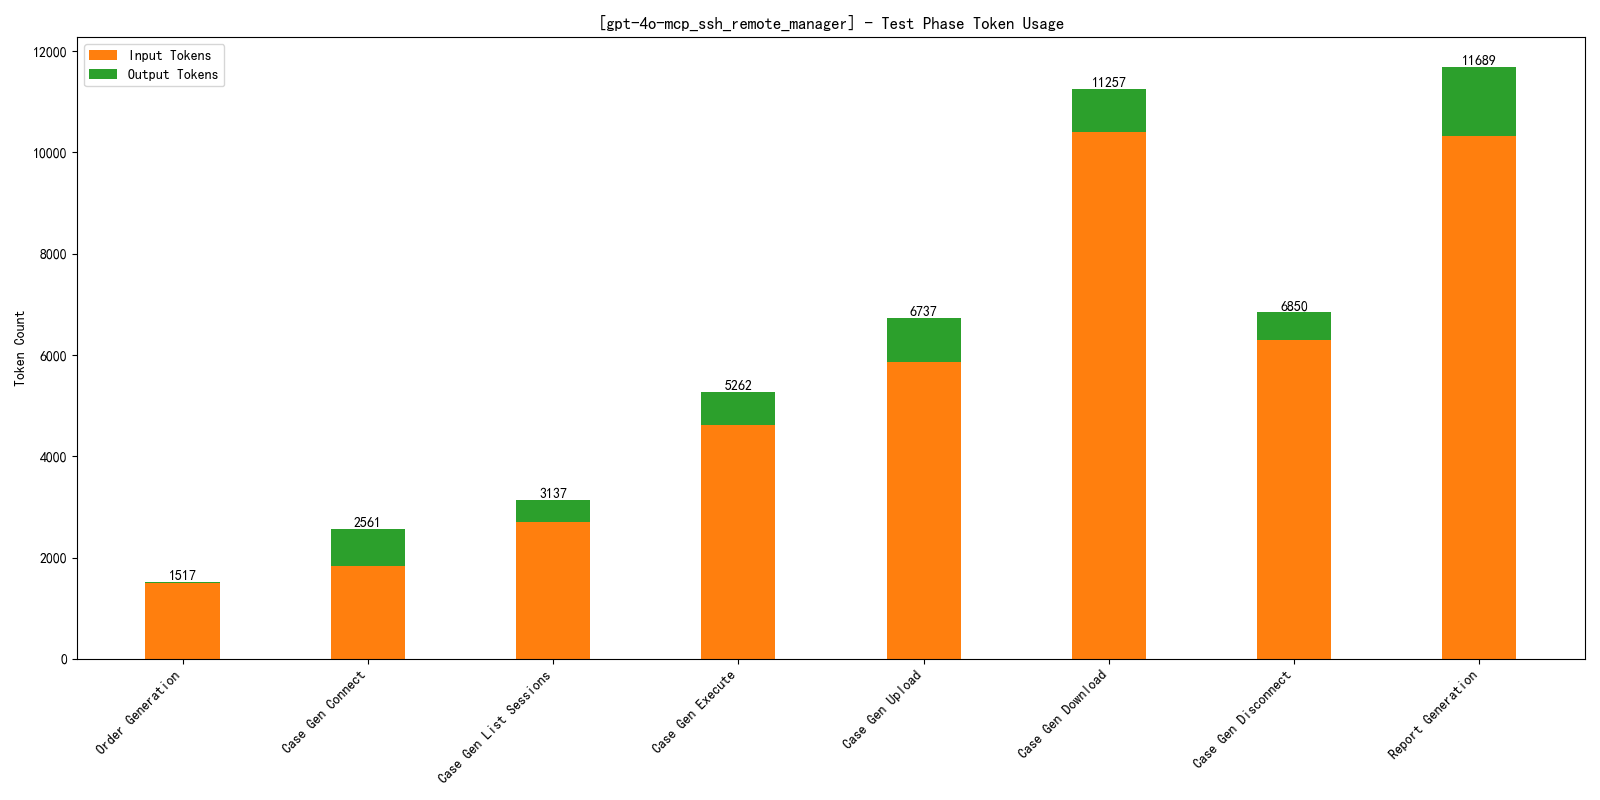 [gpt-4o-mcp_ssh_remote_manager] - Test Phase Token Usage
Input Tokens
Output Tokens
Token Count
12000
10000
8000
6000
4000
2000
0
1517
2561
3137
5262
6737
11257
6850
11689
Order Generation
Case Gen Connect
Case Gen List Sessions
Case Gen Execute
Case Gen Upload
Case Gen Download
Case Gen Disconnect
Report Generation